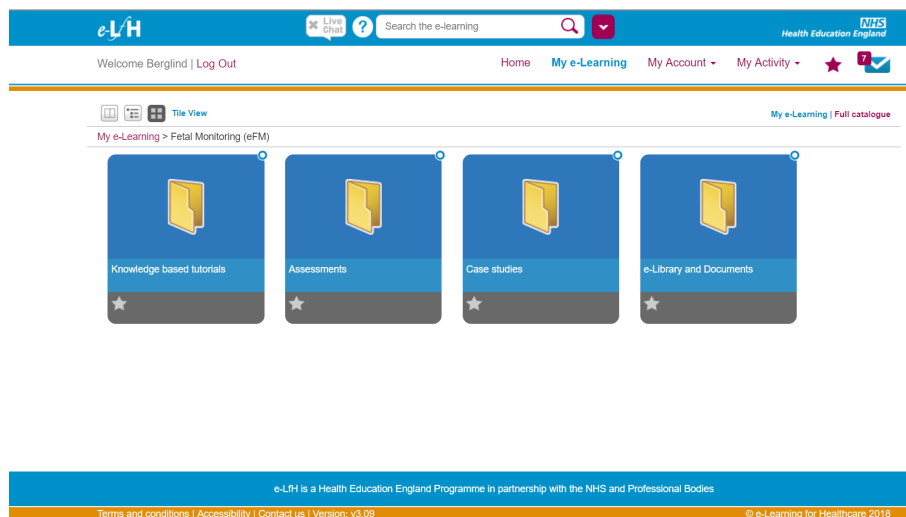 e-LfH
Live Chat
?
Search the e-learning
NHS
Health Education England
Welcome Berglind | Log Out
Home My e-Learning My Account My Activity 7
Tile View
My e-Learning | Full catalogue
My e-Learning > Fetal Monitoring (eFM)
Knowledge based tutorials
Assessments
Case studies
e-Library and Documents
e-LfH is a Health Education England Programme in partnership with the NHS and Professional Bodies
Terms and conditions | Accessibility | Contact us | Version: v3.09
© e-Learning for Healthcare 2018